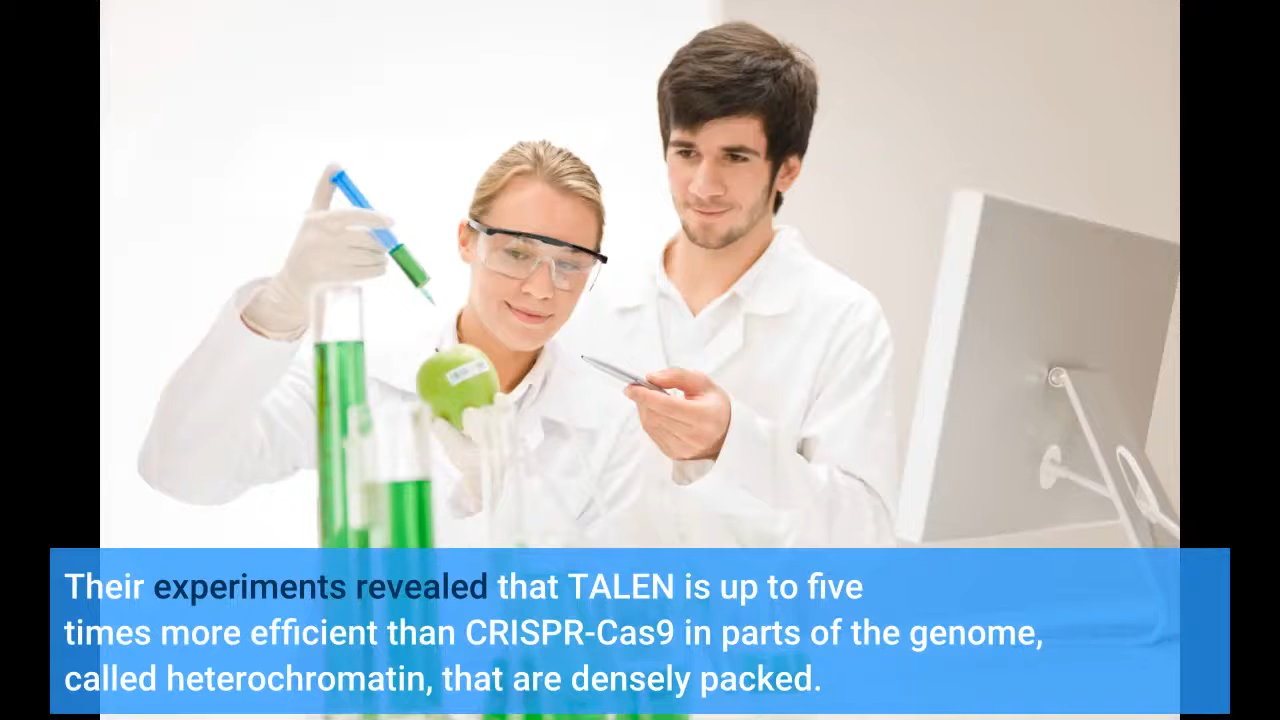 Their experiments revealed that TALEN is up to five
times more efficient than CRISPR-Cas9 in parts of the genome,
called heterochromatin, that are densely packed.